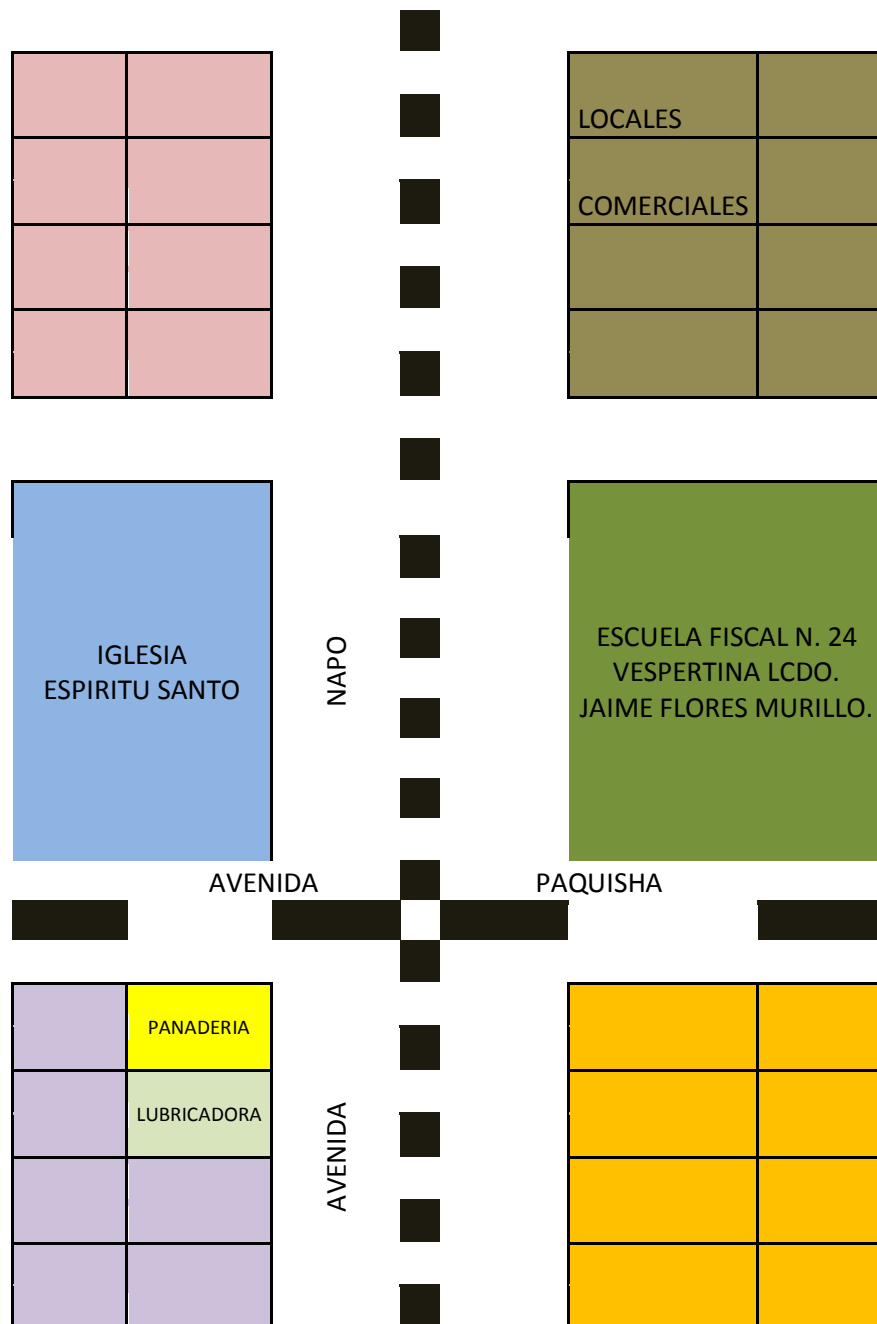 LOCALES
COMERCIALES
IGLESIA
ESPIRITU SANTO
NAPO
ESCUELA FISCAL N. 24
VESPERTINA LCDO.
JAIME FLORES MURILLO.
AVENIDA PAQUISHA
PANADERIA
LUBRICADORA
AVENIDA